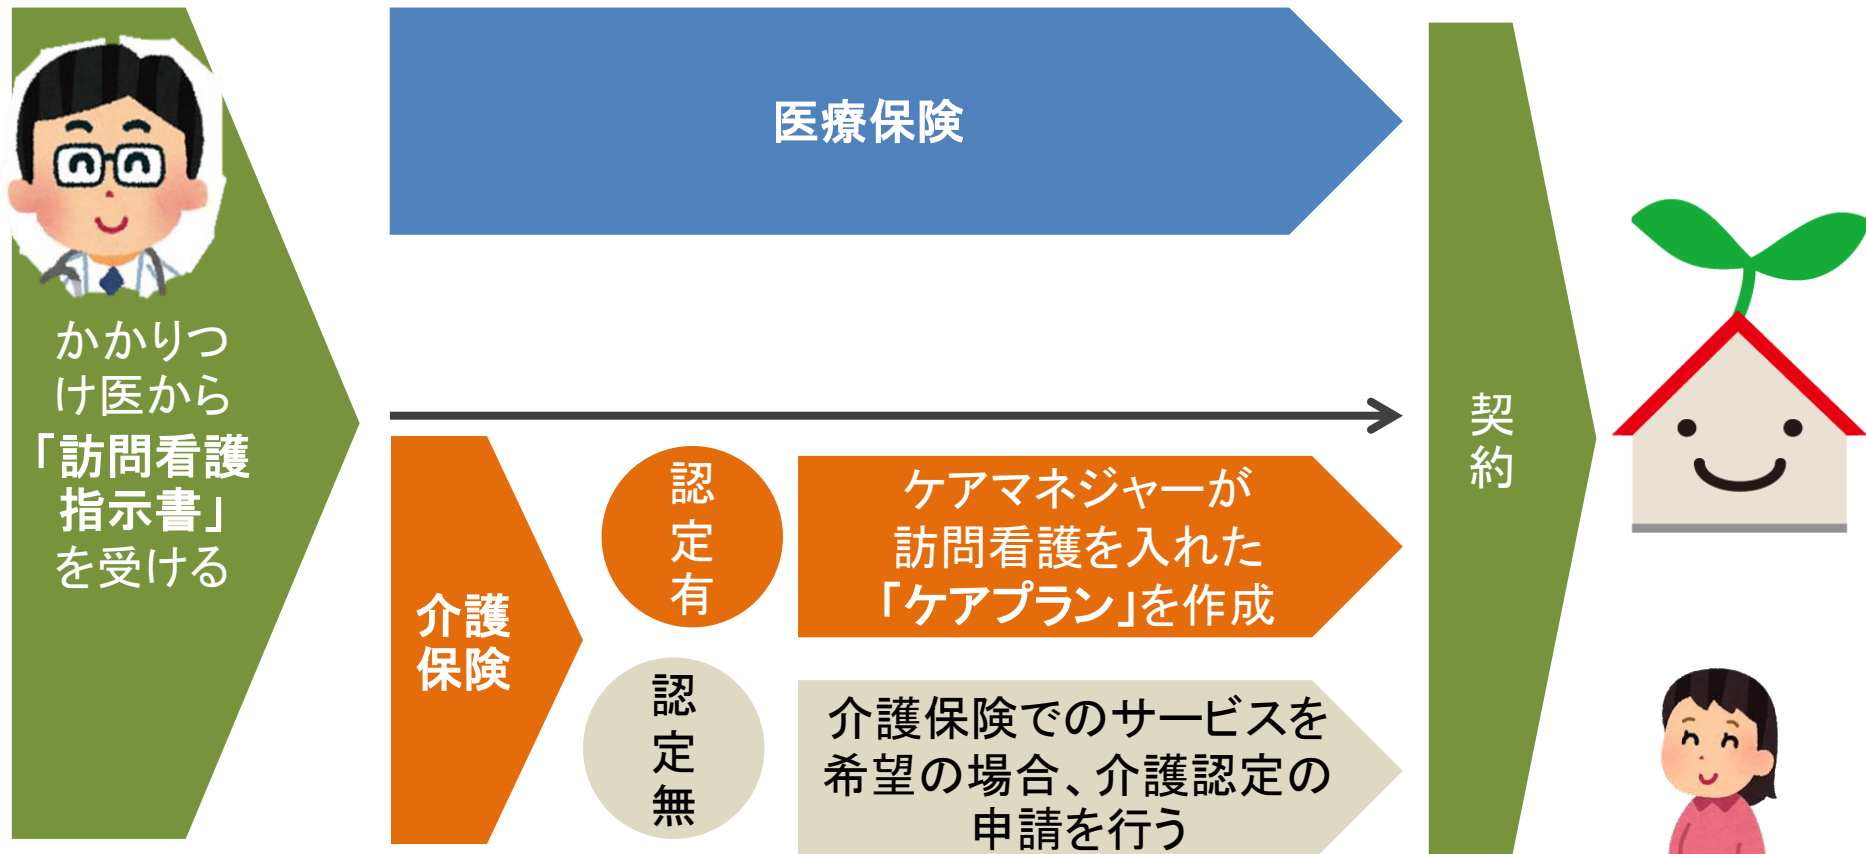 かかりつ
け医から
「訪問看護
指示書」
を受ける
医療保険
介護
保険
認
定
有
ケアマネジャーが
訪問看護を入れた
「ケアプラン」を作成
認
定
無
介護保険でのサービスを
希望の場合、介護認定の
申請を行う
契
約